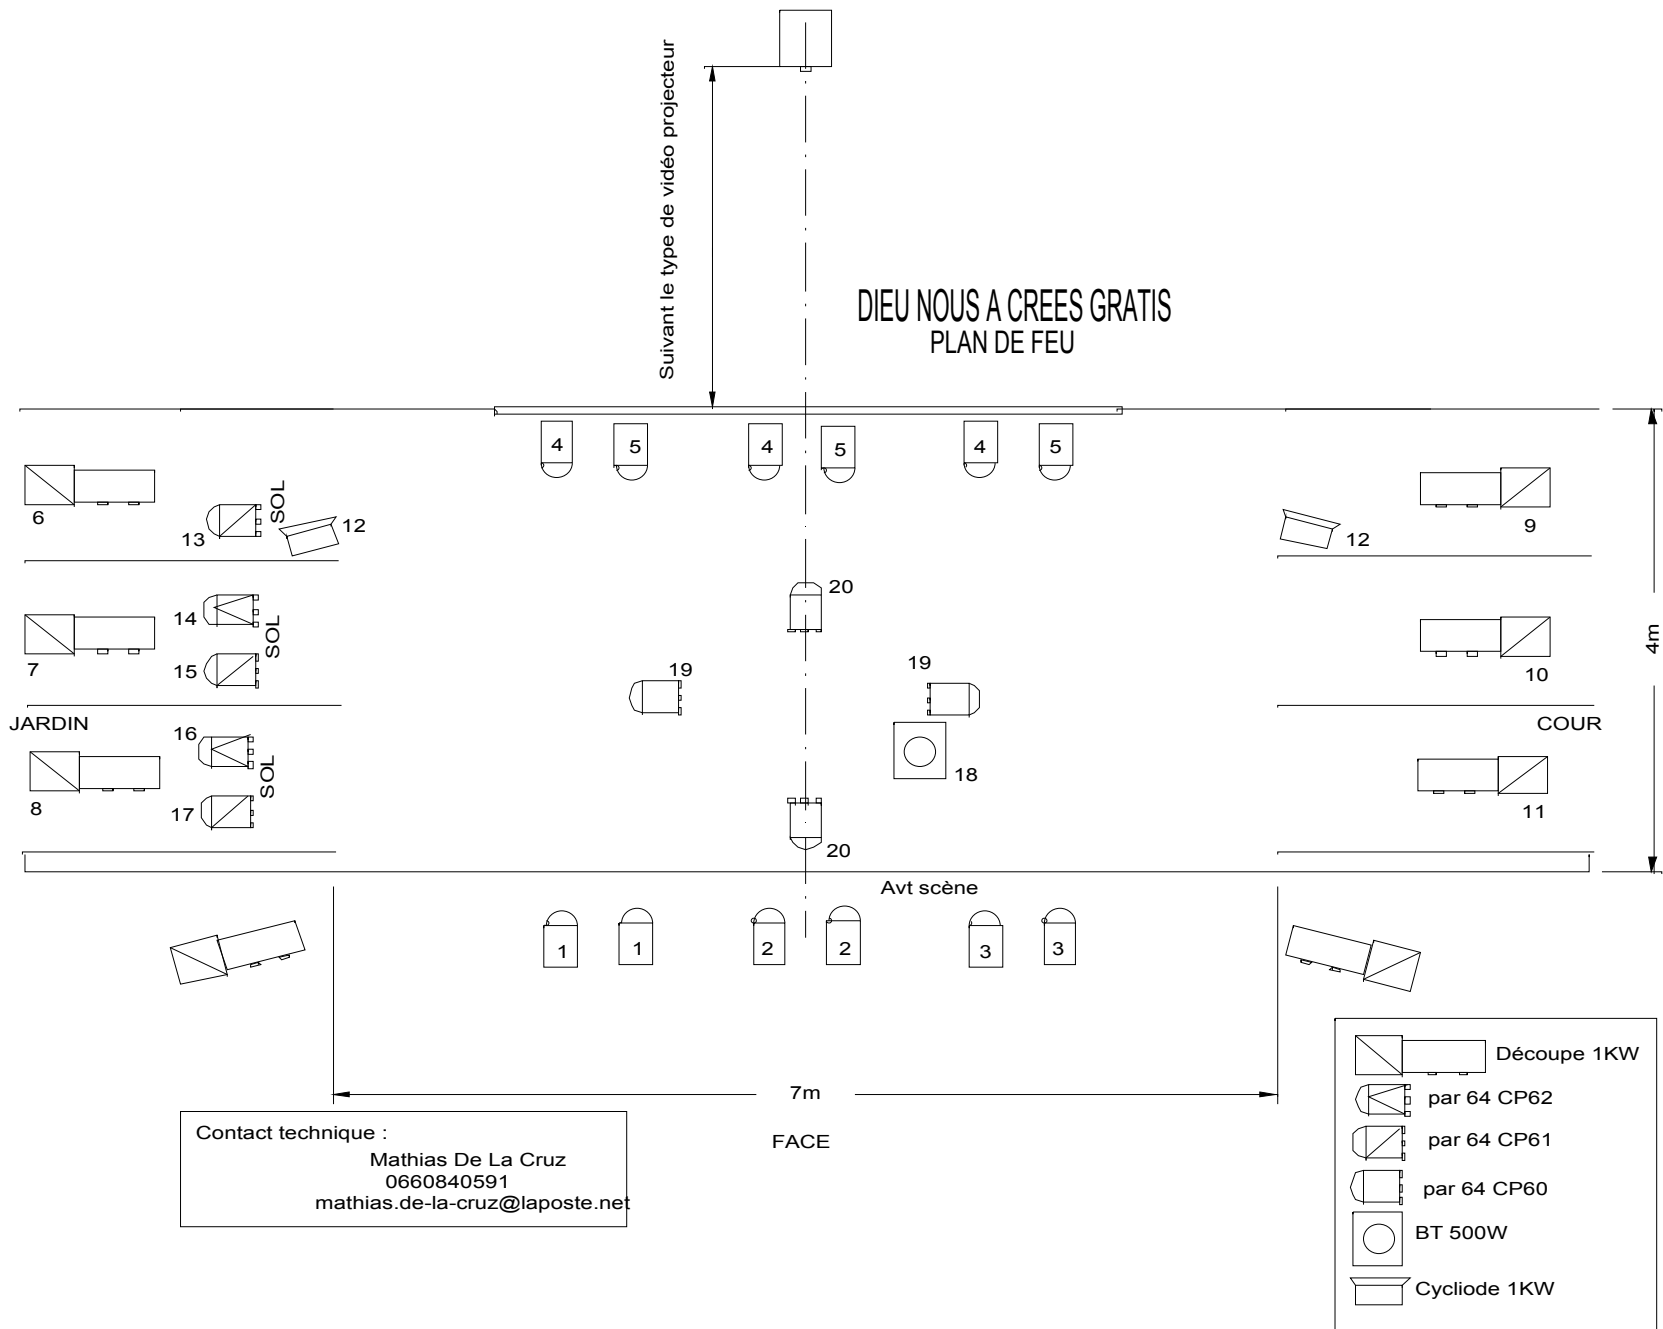 Suivant le type de vidéo projecteur
DIEU NOUS A CREES GRATIS
PLAN DE FEU
4 5 4 5 4 5
6 13 SOL 12 12 9
14 20
SOL
7 15 19 19 10
4m
JARDIN 16 COUR
SOL 18
8 17 11
20
Avt scène
1 1 2 2 3 3
7m
FACE
Contact technique :
Mathias De La Cruz
0660840591
mathias.de-la-cruz@laposte.net
Découpe 1KW
par 64 CP62
par 64 CP61
par 64 CP60
BT 500W
Cycliode 1KW